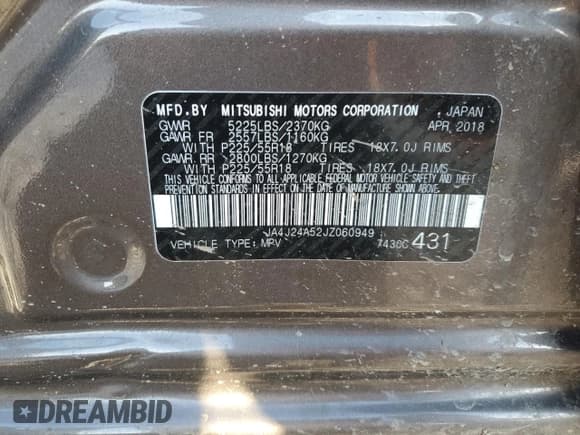 MFD.BY MITSUBISHI MOTORS CORPORATION . JAPAN
GVWR 5225LBS/2370KG APR,2018
GAWR FR 2557LBS/1160KG
WITH P225/55R18 TIRES 18X7.0J RIMS
GAWR.RR 2800LBS/1270KG
WITH P225/55R18 TIRES 18X7.0J RIMS
THIS VEHICLE CONFORMS TO ALL APPLICABLE FEDERAL MOTOR VEHICLE SAFETY AND THEFT
PREVENTION STANDARDS IN EFFECT ON THE DATE OF MANUFACTURE SHOWN ABOVE.
JA4J24A52JZ060949
VEHICLE TYPE: MPV 7430C 431
DREAMBID